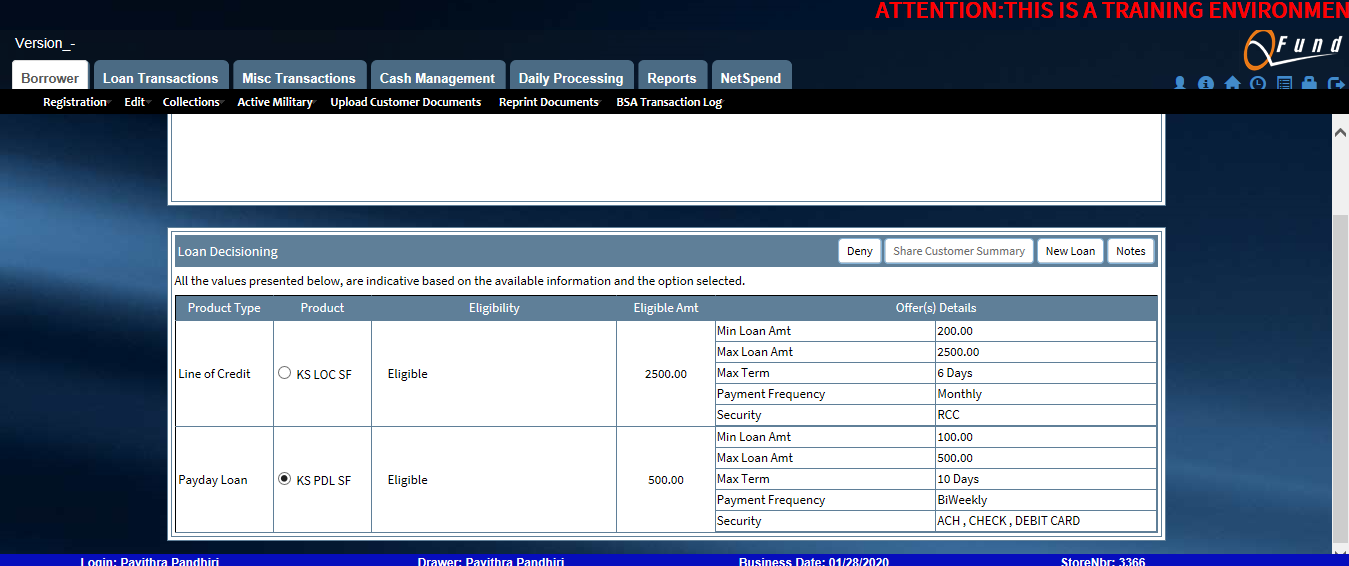 ATTENTION:THIS IS A TRAINING ENVIRONMEN
Version_-
QFund
Borrower Loan Transactions Misc Transactions Cash Management Daily Processing Reports NetSpend
Registration Edit Collections Active Military Upload Customer Documents Reprint Documents BSA Transaction Log
Loan Decisioning Deny Share Customer Summary New Loan Notes
All the values presented below, are indicative based on the available information and the option selected.
Product Type Product Eligibility Eligible Amt Offer(s) Details
Line of Credit KS LOC SF Eligible 2500.00
Min Loan Amt 200.00
Max Loan Amt 2500.00
Max Term 6 Days
Payment Frequency Monthly
Security RCC
Payday Loan KS PDL SF Eligible 500.00
Min Loan Amt 100.00
Max Loan Amt 500.00
Max Term 10 Days
Payment Frequency BiWeekly
Security ACH , CHECK , DEBIT CARD
Login: Pavithra Pandhiri Drawer: Pavithra Pandhiri Business Date: 01/28/2020 StoreNbr: 3366